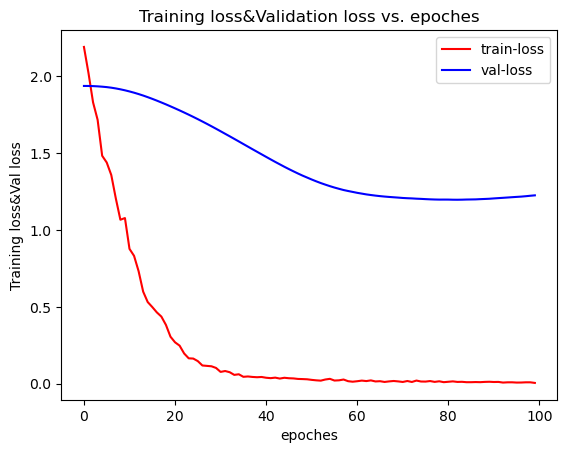 Training loss&Validation loss vs. epoches
train-loss
val-loss
Training loss&Val loss
2.0
1.5
1.0
0.5
0.0
0 20 40 60 80 100
epoches